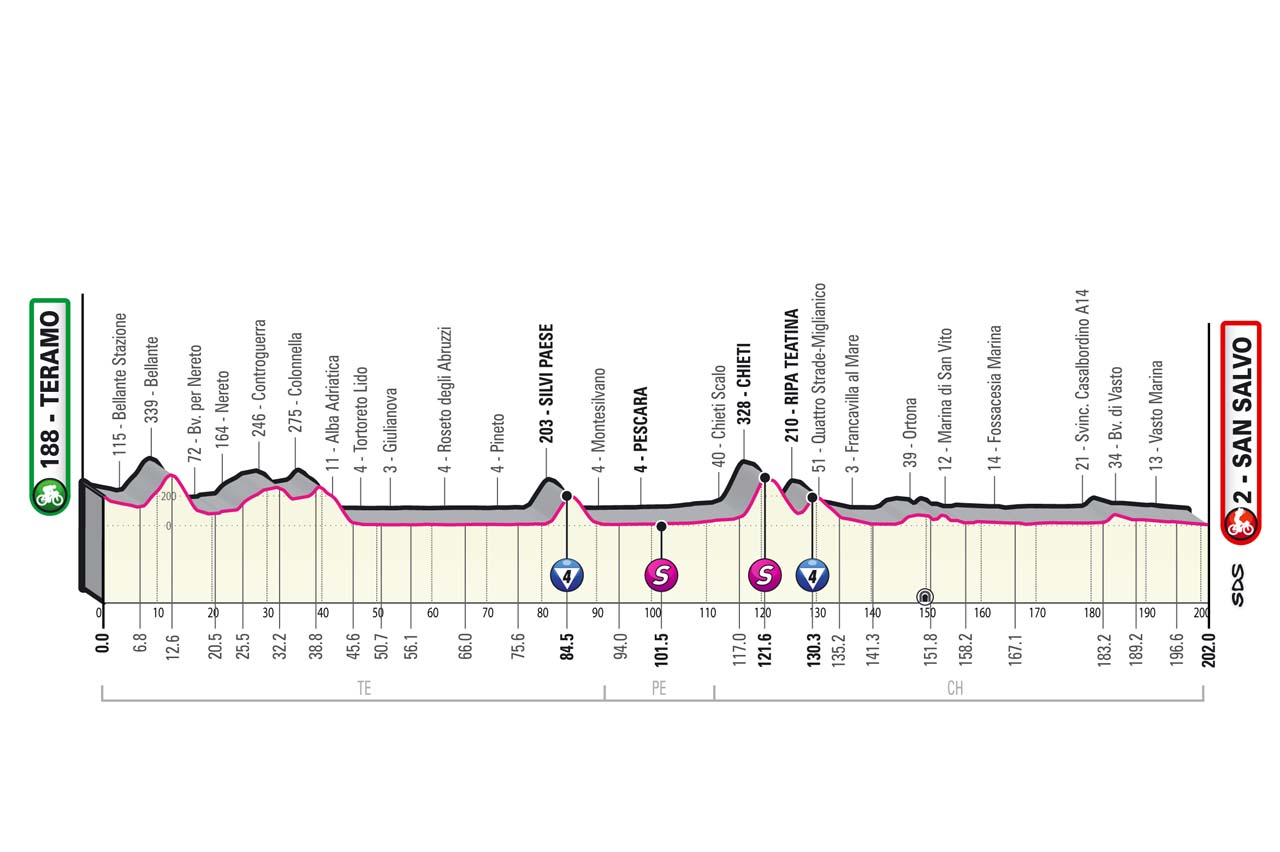 188 - TERAMO
115 - Bellante Stazione
339 - Bellante
72 - Bv. per Nereto
164 - Nereto
246 - Controguerra
275 - Colonnella
11 - Alba Adriatica
4 - Tortoreto Lido
3 - Giulianova
4 - Roseto degli Abruzzi
4 - Pineto
203 - SILVI PAESE
4 - Montesilvano
4 - PESCARA
40 - Chieti Scalo
328 - CHIETI
210 - RIPA TEATINA
51 - Quattro Strade-Miglianico
3 - Francavilla al Mare
39 - Ortona
12 - Marina di San Vito
14 - Fossacesia Marina
21 - Svinc. Casalbordino A14
34 - Bv. di Vasto
13 - Vasto Marina
2 - SAN SALVO
200
0
4 S S 4
SDS
0 10 20 30 40 50 60 70 80 90 100 110 120 130 140 150 160 170 180 190 200
0.0 6.8 12.6 20.5 25.5 32.2 38.8 45.6 50.7 56.1 66.0 75.6 84.5 94.0 101.5 117.0 121.6 130.3 135.2 141.3 151.8 158.2 167.1 183.2 189.2 196.6 202.0
TE PE CH